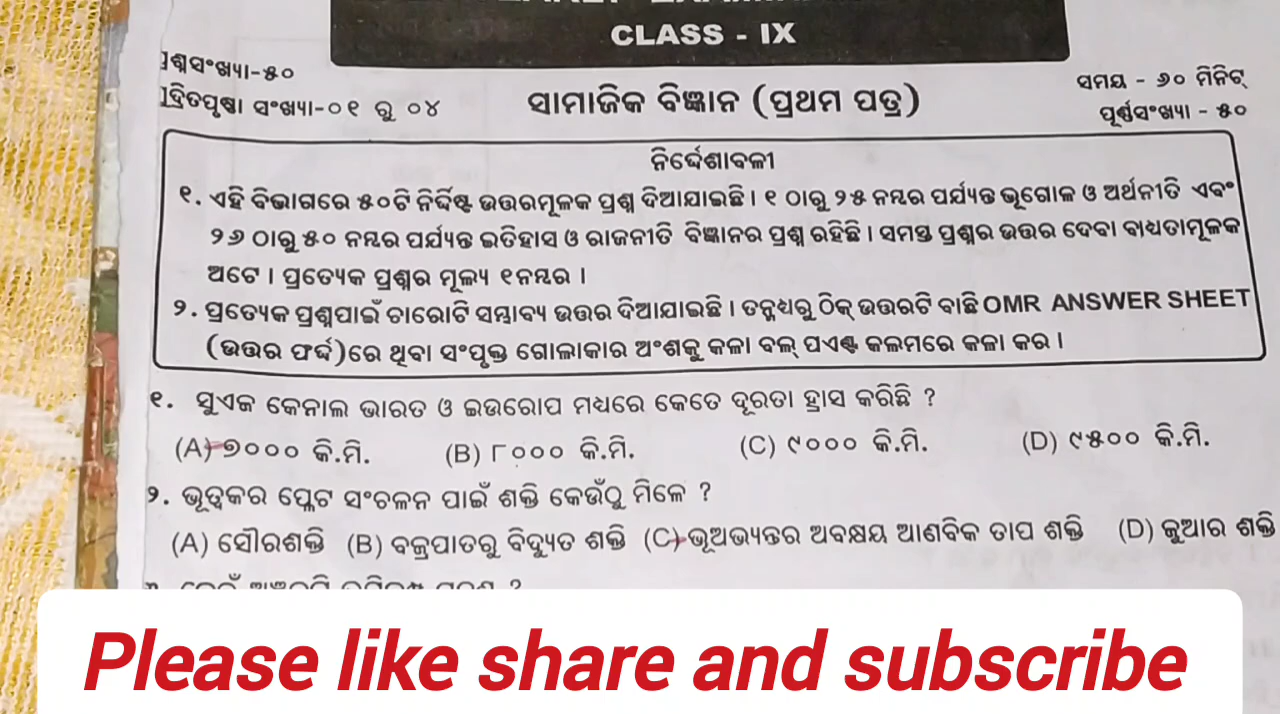 CLASS - IX
ପ୍ରଶ୍ନସଂଖ୍ୟା-୫୦
ମୁଦ୍ରିତପୃଷ୍ଠା ସଂଖ୍ୟା-୦୧ ରୁ ୦୪
ସାମାଜିକ ବିଜ୍ଞାନ (ପ୍ରଥମ ପତ୍ର)
ସମୟ - ୬୦ ମିନିଟ୍
ପୂର୍ଣ୍ଣସଂଖ୍ୟା - ୫୦
ନିର୍ଦ୍ଦେଶାବଳୀ
୧. ଏହି ବିଭାଗରେ ୫୦ଟି ନିର୍ଦ୍ଦିଷ୍ଟ ଉତ୍ତରମୂଳକ ପ୍ରଶ୍ନ ଦିଆଯାଇଛି । ୧ ଠାରୁ ୨୫ ନମ୍ବର ପର୍ଯ୍ୟନ୍ତ ଭୂଗୋଳ ଓ ଅର୍ଥନୀତି ଏବଂ
୨୬ ଠାରୁ ୫୦ ନମ୍ବର ପର୍ଯ୍ୟନ୍ତ ଇତିହାସ ଓ ରାଜନୀତି ବିଜ୍ଞାନର ପ୍ରଶ୍ନ ରହିଛି । ସମସ୍ତ ପ୍ରଶ୍ନର ଉତ୍ତର ଦେବା ବାଧ୍ୟତାମୂଳକ
ଅଟେ । ପ୍ରତ୍ୟେକ ପ୍ରଶ୍ନର ମୂଲ୍ୟ ୧ନମ୍ବର ।
୨. ପ୍ରତ୍ୟେକ ପ୍ରଶ୍ନପାଇଁ ଚାରୋଟି ସମ୍ଭାବ୍ୟ ଉତ୍ତର ଦିଆଯାଇଛି । ତନ୍ମଧ୍ୟରୁ ଠିକ୍ ଉତ୍ତରଟି ବାଛି OMR ANSWER SHEET
(ଉତ୍ତର ଫର୍ଦ୍ଦ)ରେ ଥିବା ସଂପୃକ୍ତ ଗୋଲାକାର ଅଂଶକୁ କଳା ବଲ୍ ପଏଣ୍ଟ କଲମରେ କଳା କର ।
୧. ସୁଏଜ କେନାଲ ଭାରତ ଓ ଇଉରୋପ ମଧ୍ୟରେ କେତେ ଦୂରତା ହ୍ରାସ କରିଛି ?
(A) ୭୦୦୦ କି.ମି. (B) ୮୦୦୦ କି.ମି. (C) ୯୦୦୦ କି.ମି. (D) ୯୫୦୦ କି.ମି.
୨. ଭୂତ୍ୱକର ପ୍ଲେଟ ସଂଚଳନ ପାଇଁ ଶକ୍ତି କେଉଁଠୁ ମିଳେ ?
(A) ସୌରଶକ୍ତି (B) ବଜ୍ରପାତରୁ ବିଦ୍ୟୁତ ଶକ୍ତି (C) ଭୂଅଭ୍ୟନ୍ତର ଅବକ୍ଷୟ ଆଣବିକ ତାପ ଶକ୍ତି (D) ଜୁଆର ଶକ୍ତି
Please like share and subscribe